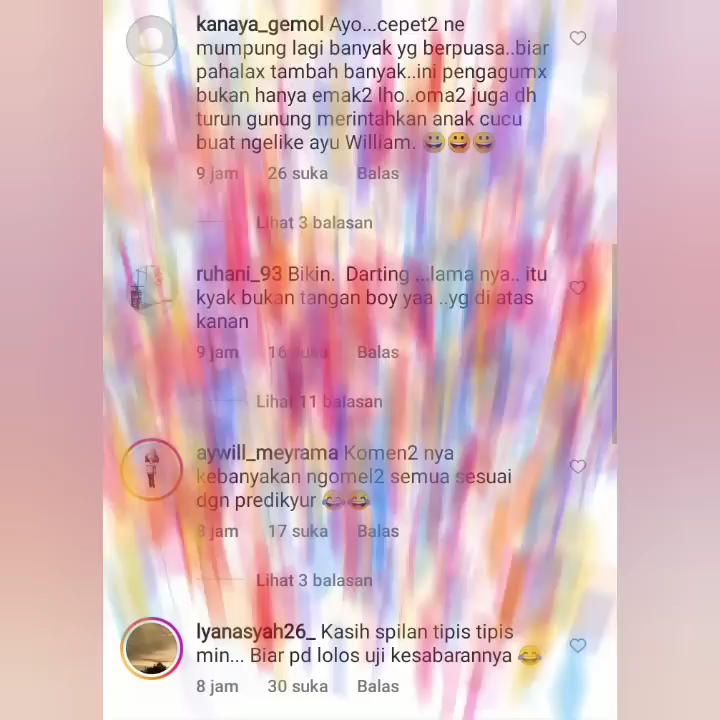 kanaya_gemol Ayo...cepet2 ne
mumpung lagi banyak yg berpuasa..biar
pahalax tambah banyak..ini pengagumx
bukan hanya emak2 lho..oma2 juga dh
turun gunung merintahkan anak cucu
buat ngelike ayu William. 😀😀😀
9 jam 26 suka Balas
Lihat 3 balasan
ruhani_93 Bikin. Darting ...lama nya.. itu
kyak bukan tangan boy yaa ..yg di atas
kanan
9 jam 16 suka Balas
Lihat 11 balasan
aywill_meyrama Komen2 nya
kebanyakan ngomel2 semua sesuai
dgn predikyur 😂😂
8 jam 17 suka Balas
Lihat 3 balasan
lyanasyah26_ Kasih spilan tipis tipis
min... Biar pd lolos uji kesabarannya 😂
8 jam 30 suka Balas